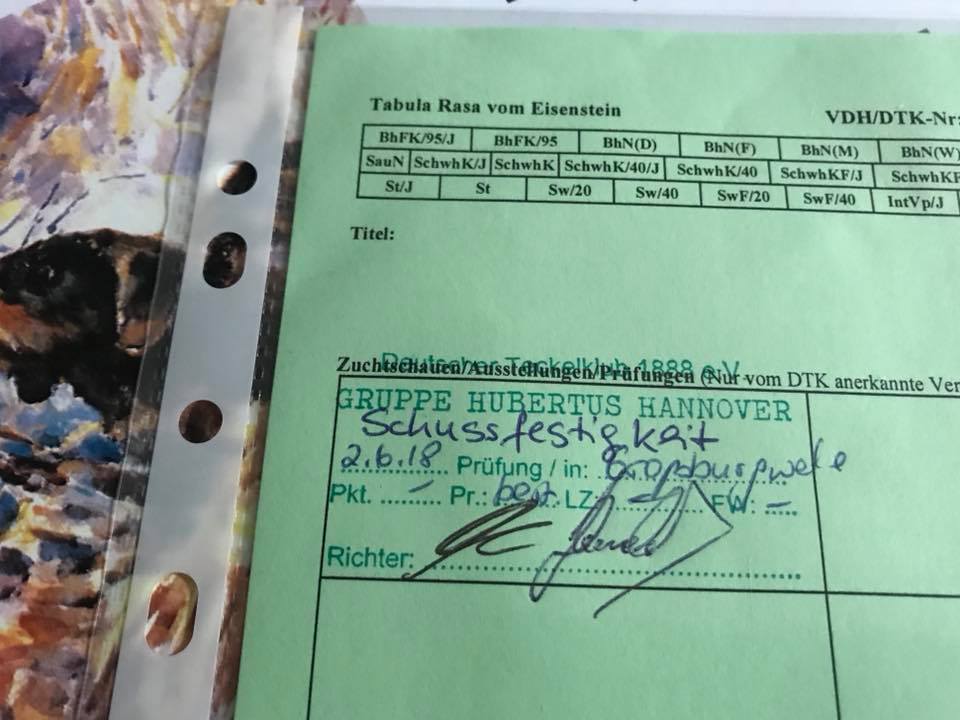 Tabula Rasa vom Eisenstein VDH/DTK-Nr:
BhFK/95/J BhFK/95 BhN(D) BhN(F) BhN(M) BhN(W)
SauN SchwhK/J SchwhK SchwhK/40/J SchwhK/40 SchwhKF/J SchwhKF
St/J St Sw/20 Sw/40 SwF/20 SwF/40 IntVp/J
Titel:
Deutscher Teckelklub 1888 e.V.
Zuchtschauen/Ausstellungen/Prüfungen (Nur vom DTK anerkannte Ver
GRUPPE HUBERTUS HANNOVER
Schussfestigkeit
2.6.18 Prüfung / in: Großburgwedel
Pkt. - Pr.: best. LZ: - FW: -
Richter: